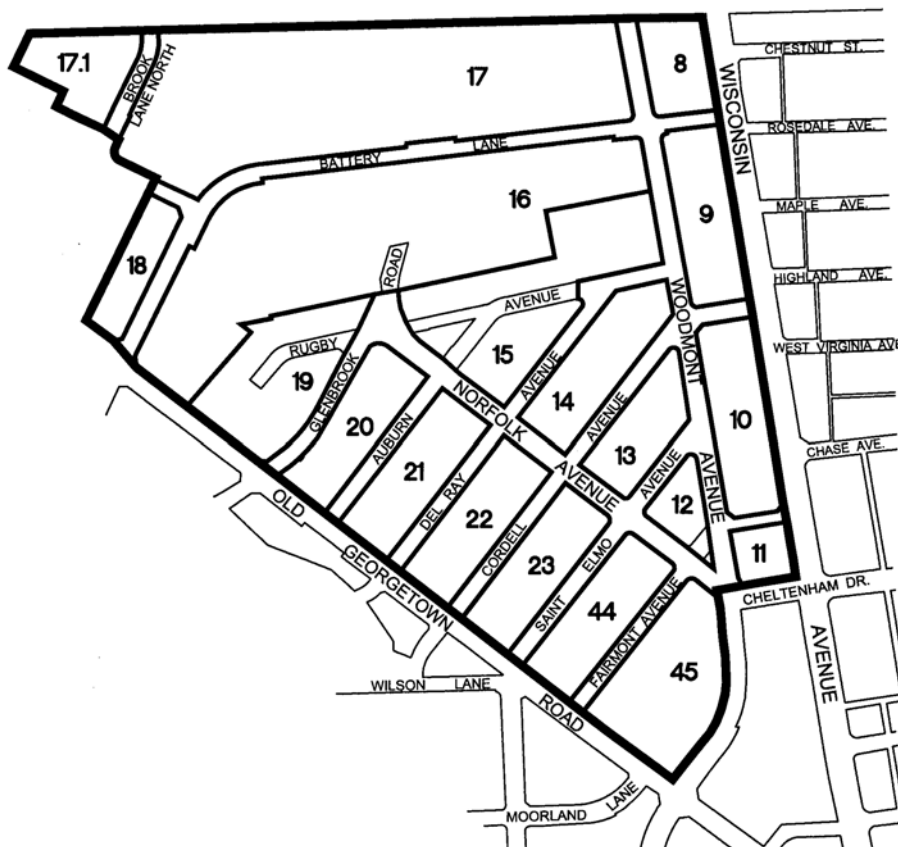 CHESTNUT ST.
17.1
BROOK
LANE NORTH
17
8
WISCONSIN
ROSEDALE AVE.
BATTERY LANE
16
MAPLE AVE.
9
18
ROAD
HIGHLAND AVE.
AVENUE
WOODMONT
RUGBY
15
WEST VIRGINIA AVE
19
GLENBROOK
NORFOLK
AVENUE
14
AVENUE
10
20
AUBURN
CHASE AVE.
21
AVENUE
13
AVENUE
AVENUE
DEL RAY
22
12
OLD
CORDELL
23
ELMO
11
GEORGETOWN
SAINT
44
FAIRMONT AVENUE
CHELTENHAM DR.
45
AVENUE
WILSON LANE
ROAD
LANE
MOORLAND